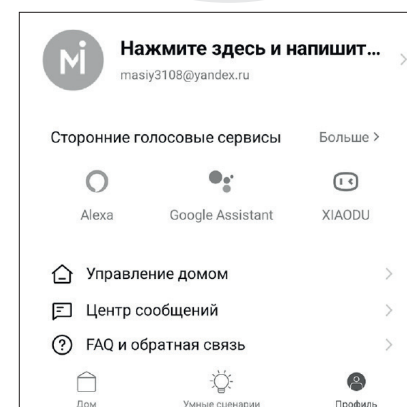 Нажмите здесь и напишит...
masiy3108@yandex.ru
Сторонние голосовые сервисы Больше >
Alexa Google Assistant XIAODU
Управление домом
Центр сообщений
FAQ и обратная связь
Дом Умные сценарии Профиль